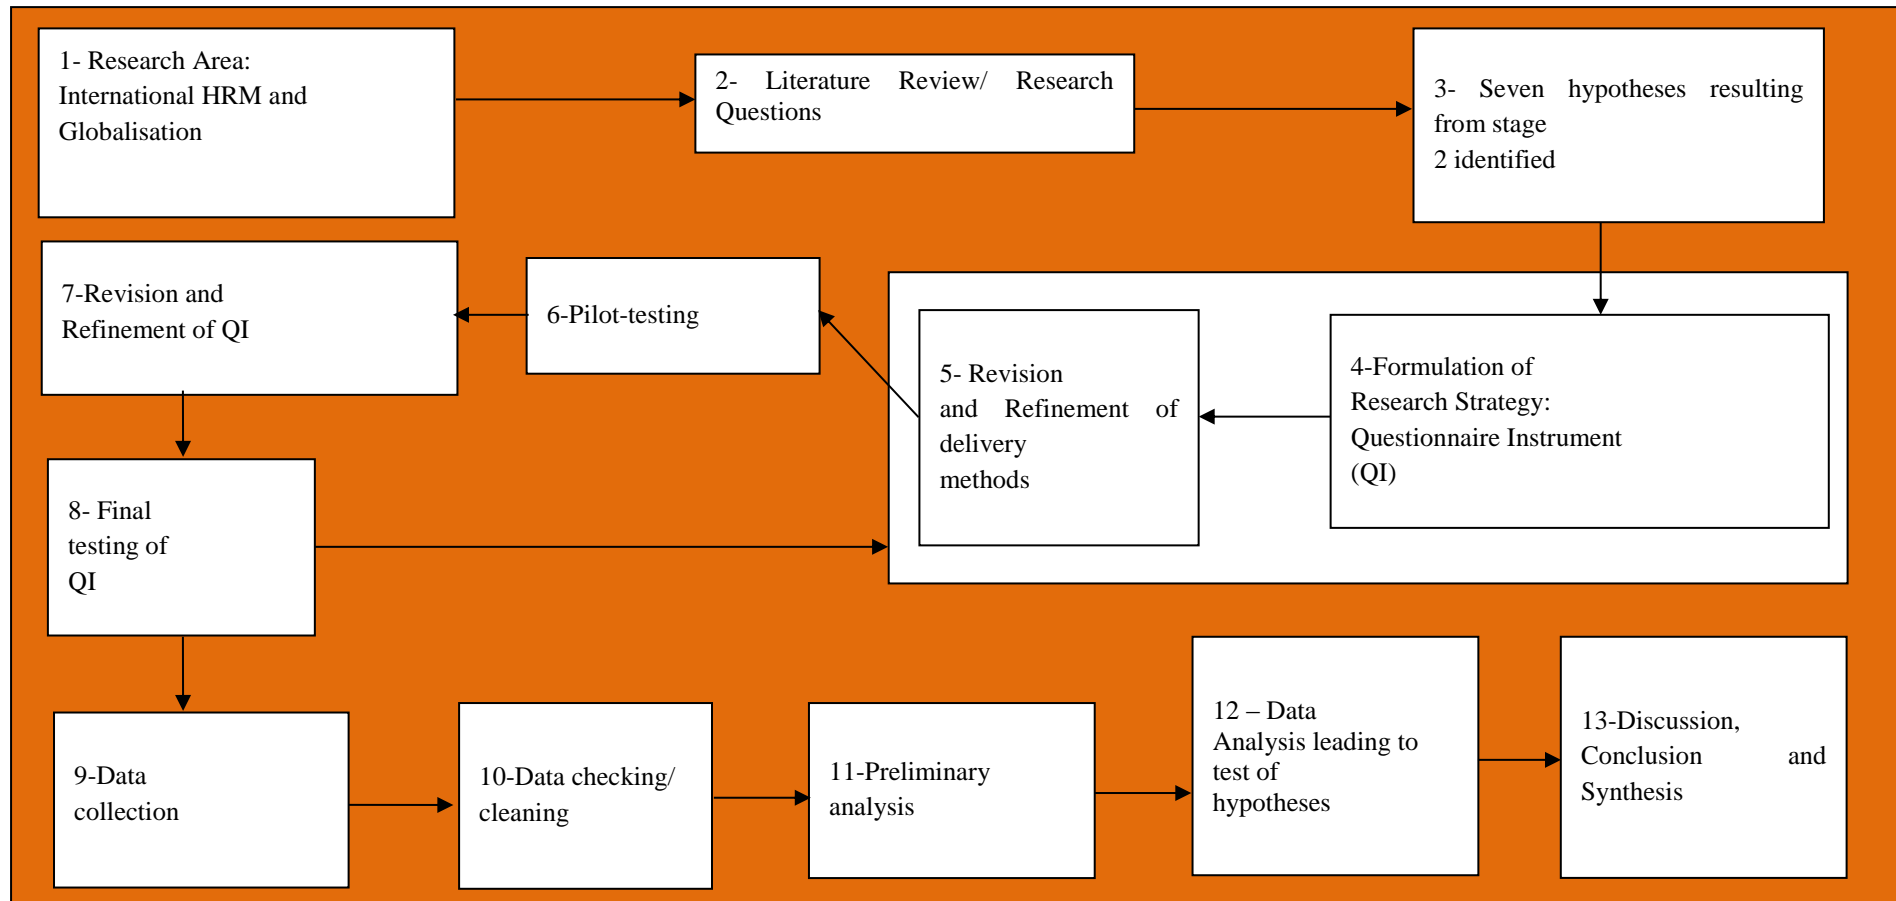 1- Research Area:
International HRM and
Globalisation
2- Literature Review/ Research
Questions
3- Seven hypotheses resulting
from stage
2 identified
4-Formulation of
Research Strategy:
Questionnaire Instrument
(QI)
5- Revision
and Refinement of
delivery
methods
6-Pilot-testing
7-Revision and
Refinement of QI
8- Final
testing of
QI
9-Data
collection
10-Data checking/
cleaning
11-Preliminary
analysis
12 – Data
Analysis leading to
test of
hypotheses
13-Discussion,
Conclusion and
Synthesis